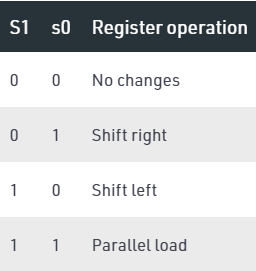 S1 s0 Register operation
0 0 No changes
0 1 Shift right
1 0 Shift left
1 1 Parallel load